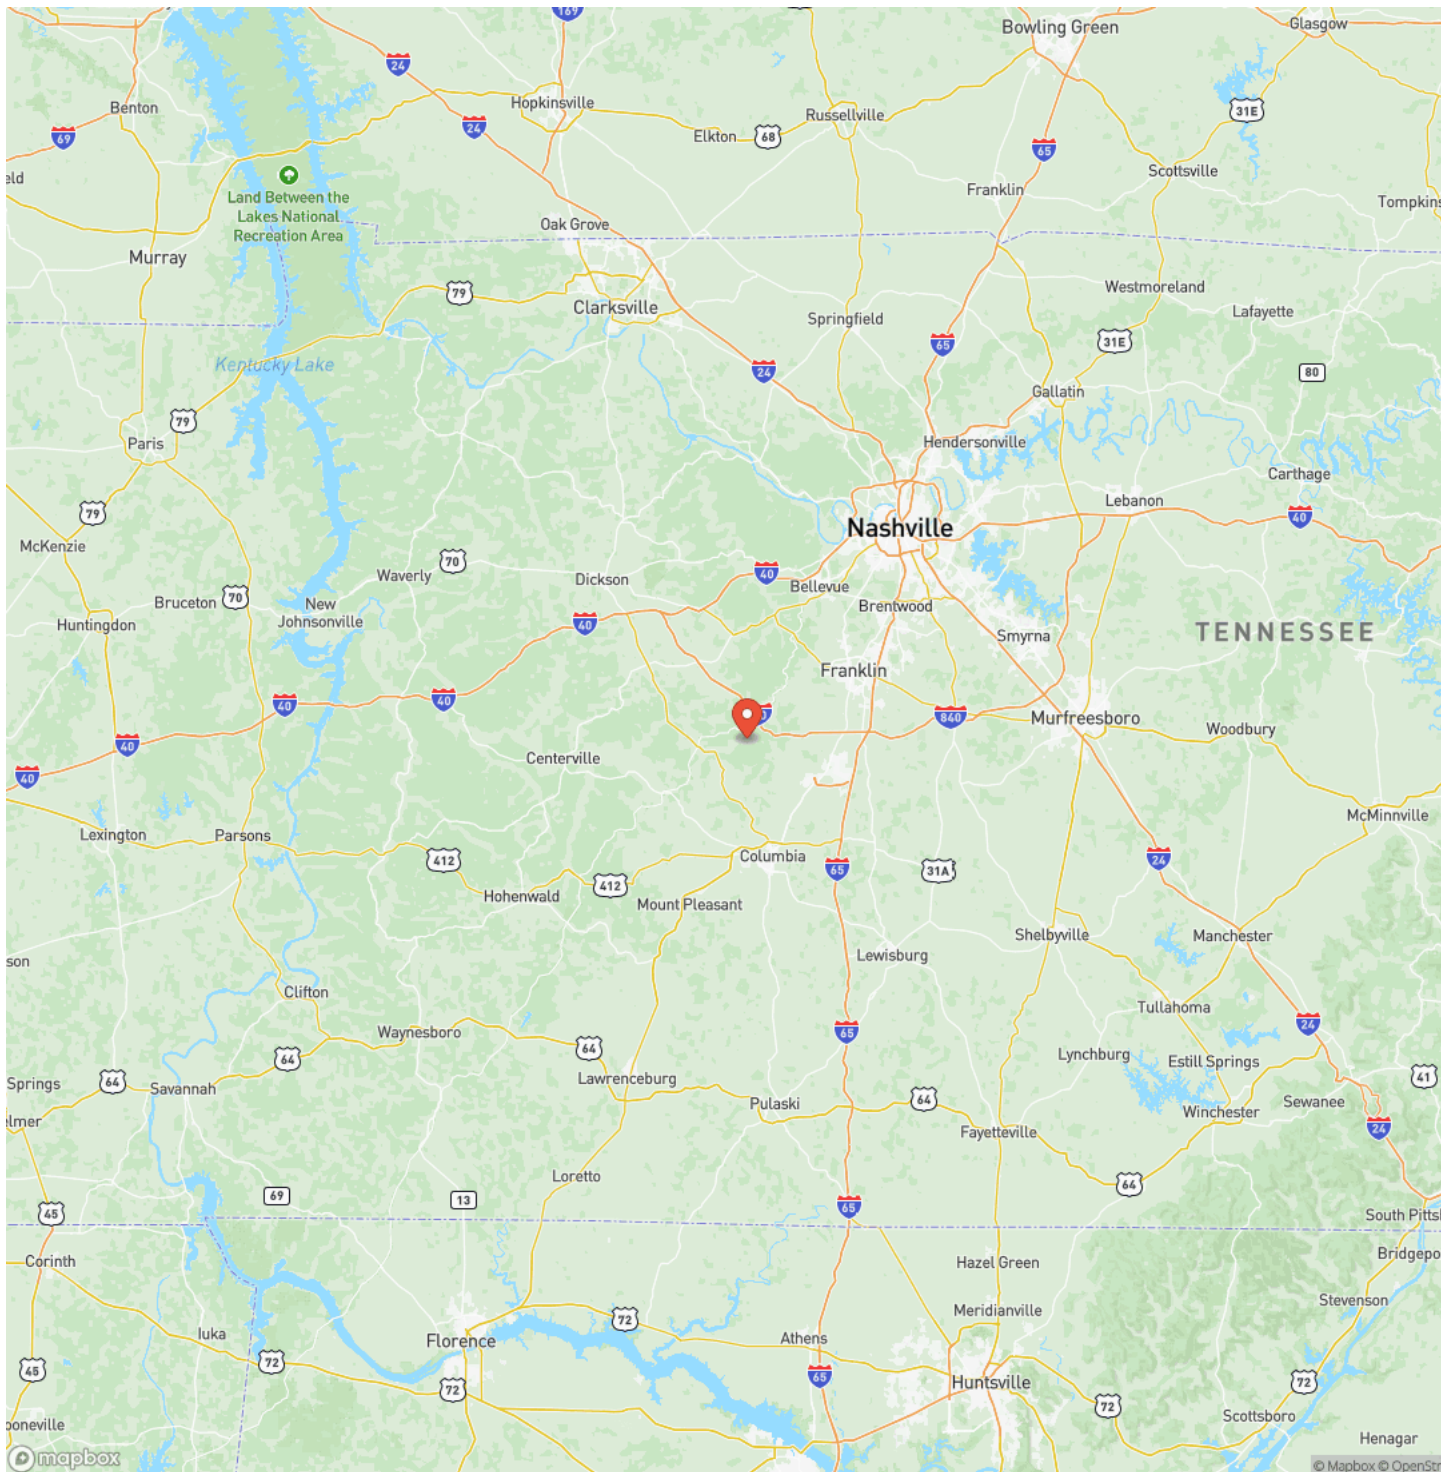 169
Bowling Green
Glasgow
24
Benton
Hopkinsville
24
Russellville
31E
69
Elkton
68
65
Scottsville
eld
Land Between the
Lakes National
Recreation Area
Franklin
Tompkins
Oak Grove
Murray
79
Clarksville
Westmoreland
Springfield
Lafayette
Kentucky Lake
65
31E
24
80
Gallatin
79
Paris
Hendersonville
Carthage
79
Lebanon
40
Nashville
McKenzie
70
Waverly
Dickson
40
Bellevue
Bruceton
70
New
Johnsonville
Brentwood
Huntingdon
40
Smyrna
TENNESSEE
Franklin
40
40
840
Murfreesboro
Woodbury
40
Centerville
40
McMinnville
Lexington
Parsons
412
Columbia
24
65
31A
Hohenwald
412
Mount Pleasant
Shelbyville
Manchester
son
Lewisburg
Clifton
Tullahoma
Waynesboro
65
24
64
64
Lynchburg
Estill Springs
Springs
64
Savannah
Lawrenceburg
41
Pulaski
64
Sewanee
Winchester
elmer
24
Fayetteville
Loretto
64
69
13
65
45
South Pittsb
Corinth
Hazel Green
Bridgepo
Stevenson
Meridianville
72
Iuka
Florence
Athens
72
45
65
Huntsville
72
72
72
ooneville
Scottsboro
Henagar
mapbox
© Mapbox © OpenStr